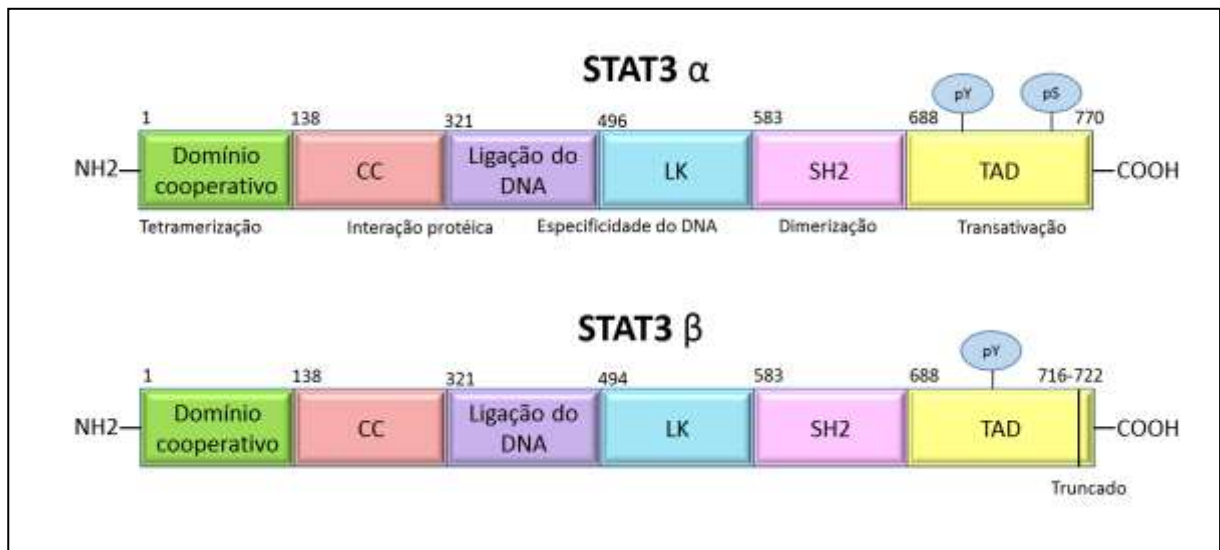 STAT3 α
pY pS
1 138 321 496 583 688 770
NH2
Domínio
cooperativo
CC
Ligação do
DNA
LK
SH2
TAD
COOH
Tetramerização
Interação protéica
Especificidade do DNA
Dimerização
Transativação
STAT3 β
pY
1 138 321 494 583 688 716-722
NH2
Domínio
cooperativo
CC
Ligação do
DNA
LK
SH2
TAD
COOH
Truncado